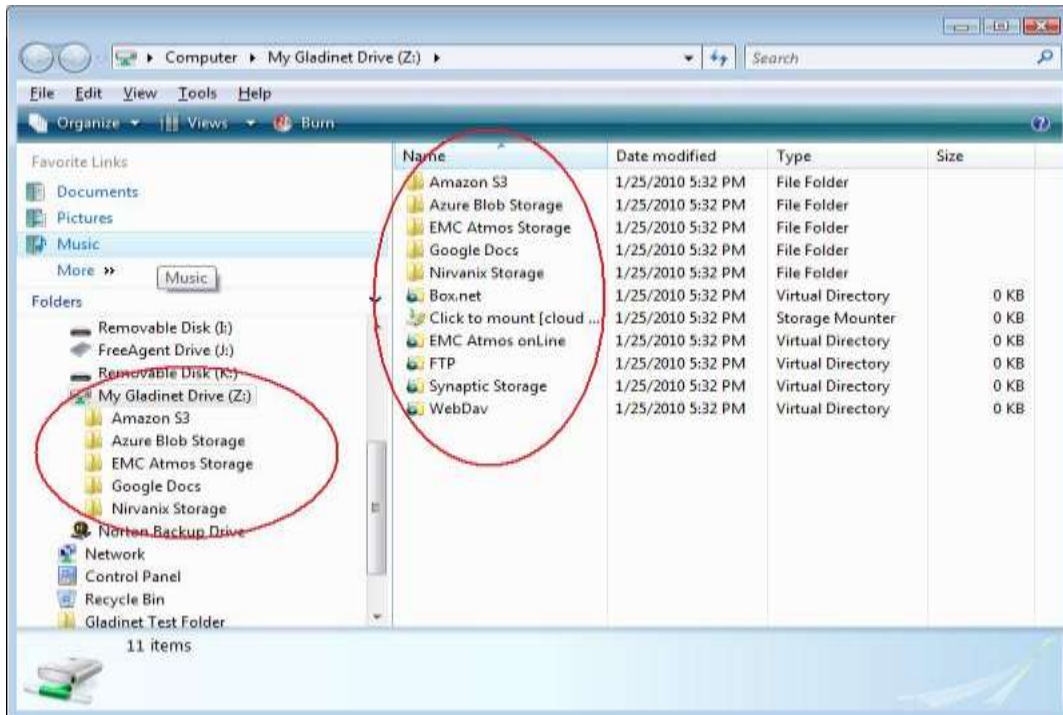 Computer ▸ My Gladinet Drive (Z:) ▸ Search
File Edit View Tools Help
Organize Views Burn
Favorite Links
Documents
Pictures
Music
More »
Music
Folders
Removable Disk (I:)
FreeAgent Drive (J:)
Removable Disk (K:)
My Gladinet Drive (Z:)
Amazon S3
Azure Blob Storage
EMC Atmos Storage
Google Docs
Nirvanix Storage
Norton Backup Drive
Network
Control Panel
Recycle Bin
Gladinet Test Folder
Name Date modified Type Size
Amazon S3 1/25/2010 5:32 PM File Folder
Azure Blob Storage 1/25/2010 5:32 PM File Folder
EMC Atmos Storage 1/25/2010 5:32 PM File Folder
Google Docs 1/25/2010 5:32 PM File Folder
Nirvanix Storage 1/25/2010 5:32 PM File Folder
Box.net 1/25/2010 5:32 PM Virtual Directory 0 KB
Click to mount [cloud ... 1/25/2010 5:32 PM Storage Mounter 0 KB
EMC Atmos onLine 1/25/2010 5:32 PM Virtual Directory 0 KB
FTP 1/25/2010 5:32 PM Virtual Directory 0 KB
Synaptic Storage 1/25/2010 5:32 PM Virtual Directory 0 KB
WebDav 1/25/2010 5:32 PM Virtual Directory 0 KB
11 items